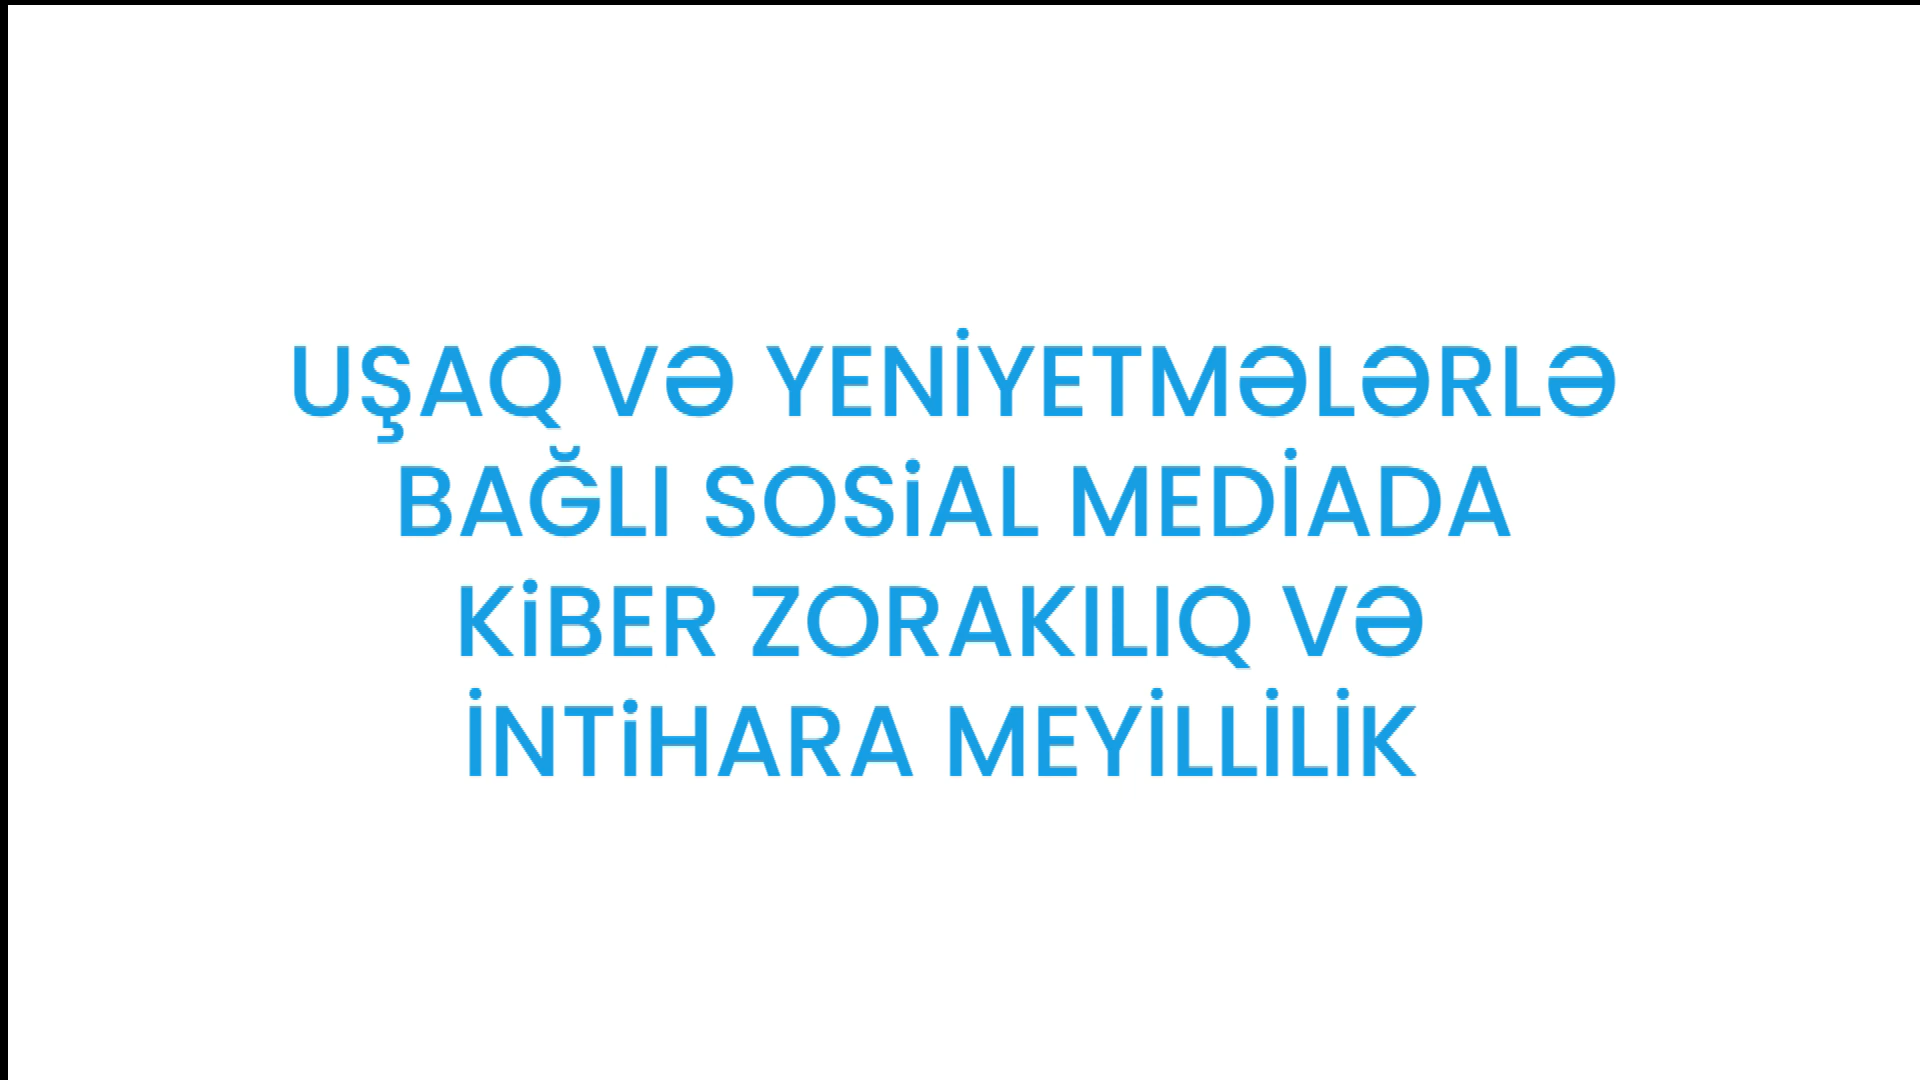 UŞAQ VƏ YENİYETMƏLƏRLƏ
BAĞLI SOSiAL MEDİADA
KiBER ZORAKILIQ VƏ
İNTiHARA MEYİLLİLİK